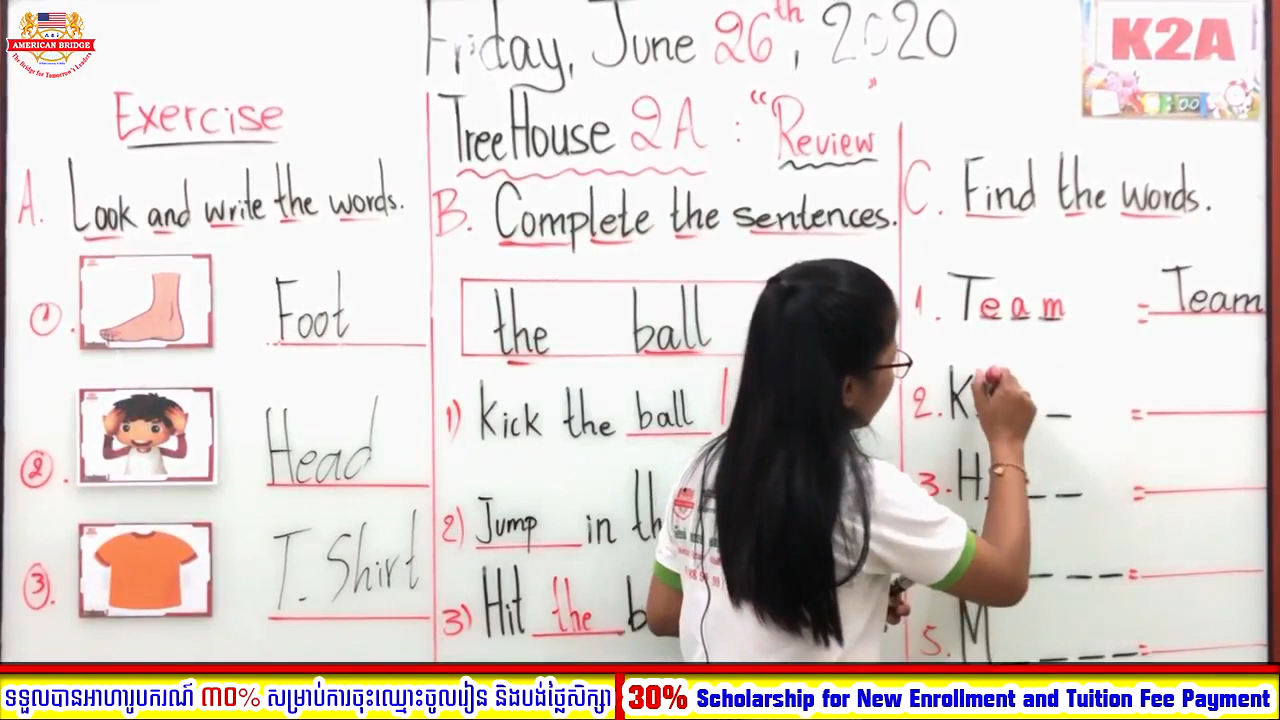 ABi
AMERICAN BRIDGE
The Bridge for Tomorrow's Leaders
Friday, June 26th, 2020
K2A
TreeHouse 2A : "Review"
Exercise
A. Look and write the words.
1. Foot
2. Head
3. T. Shirt
B. Complete the sentences.
the ball
1) Kick the ball
2) Jump in th
3) Hit the b
C. Find the words.
1. Team = Team
2. K _ =
3. H _ _ =
_ _ _ =
5. M _ _ _ _ =
ទទួលបានអាហារូបករណ៍ ៣០% សម្រាប់ការចុះឈ្មោះចូលរៀន និងបង់ថ្លៃសិក្សា
30% Scholarship for New Enrollment and Tuition Fee Payment